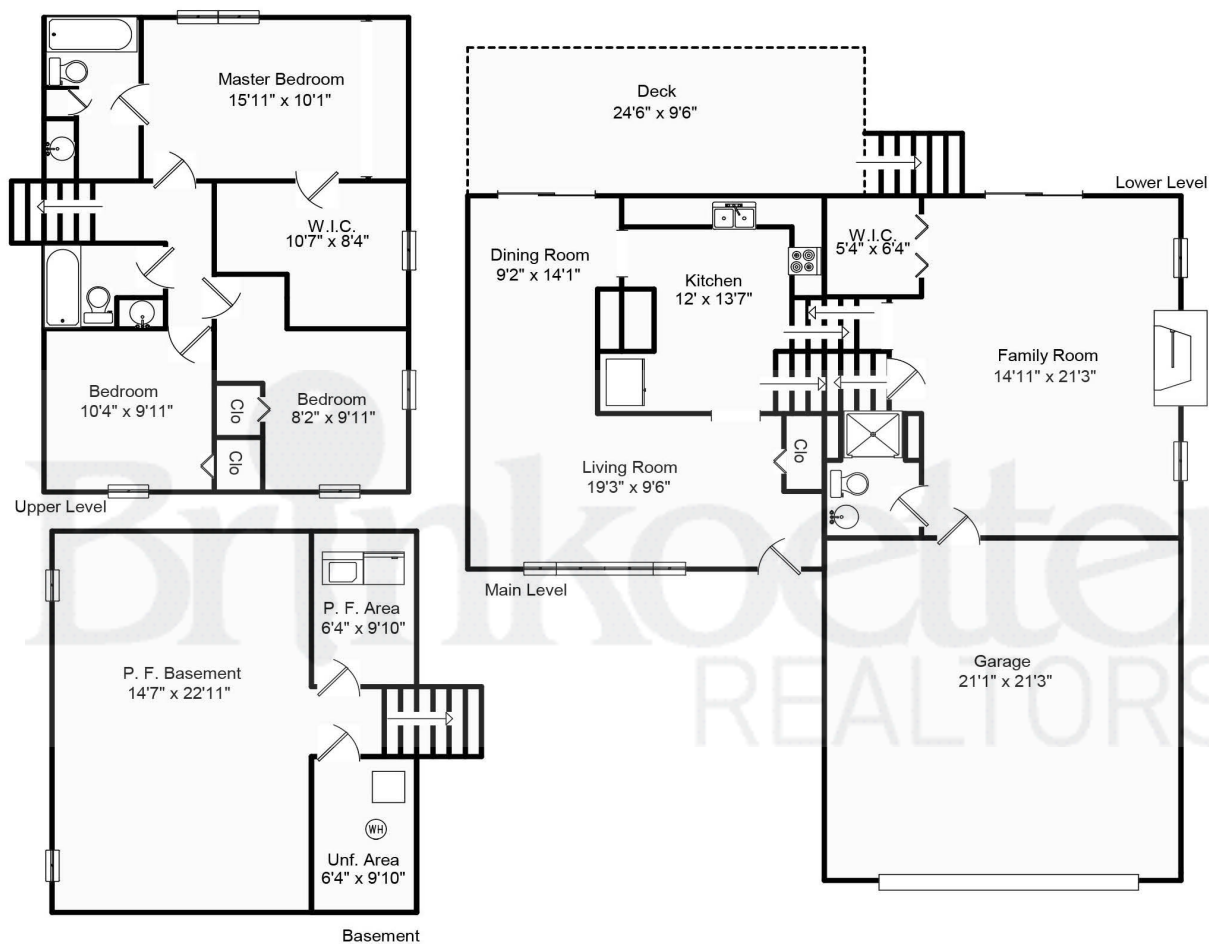 Master Bedroom
15'11" x 10'1"
W.I.C.
10'7" x 8'4"
Bedroom
10'4" x 9'11"
Clo
Clo
Bedroom
8'2" x 9'11"
Upper Level
Deck
24'6" x 9'6"
Lower Level
Dining Room
9'2" x 14'1"
Kitchen
12' x 13'7"
W.I.C.
5'4" x 6'4"
Family Room
14'11" x 21'3"
Living Room
19'3" x 9'6"
Clo
Main Level
Garage
21'1" x 21'3"
P. F. Area
6'4" x 9'10"
P. F. Basement
14'7" x 22'11"
WH
Unf. Area
6'4" x 9'10"
Basement
Brinkoetter
REALTORS